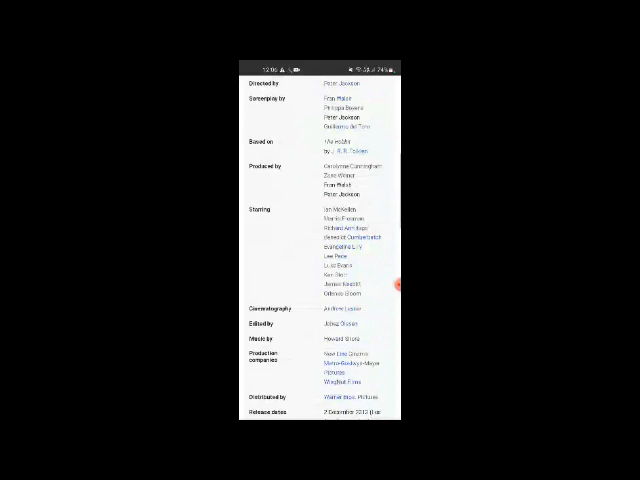 12:06 74%
Directed by Peter Jackson
Screenplay by Fran Walsh
Philippa Boyens
Peter Jackson
Guillermo del Toro
Based on The Hobbit
by J. R. R. Tolkien
Produced by Carolynne Cunningham
Zane Weiner
Fran Walsh
Peter Jackson
Starring Ian McKellen
Martin Freeman
Richard Armitage
Benedict Cumberbatch
Evangeline Lilly
Lee Pace
Luke Evans
Ken Stott
James Nesbitt
Orlando Bloom
Cinematography Andrew Lesnie
Edited by Jabez Olssen
Music by Howard Shore
Production companies New Line Cinema
Metro-Goldwyn-Mayer
Pictures
WingNut Films
Distributed by Warner Bros. Pictures
Release dates 2 December 2013 (Los